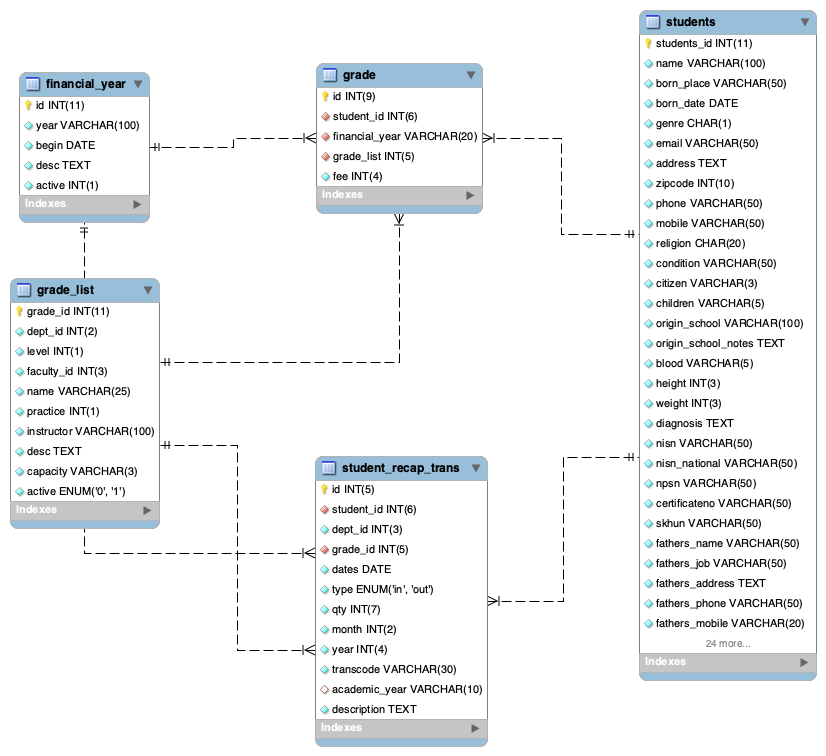 financial_year
id INT(11)
year VARCHAR(100)
begin DATE
desc TEXT
active INT(1)
Indexes
grade
id INT(9)
student_id INT(6)
financial_year VARCHAR(20)
grade_list INT(5)
fee INT(4)
Indexes
students
students_id INT(11)
name VARCHAR(100)
born_place VARCHAR(50)
born_date DATE
genre CHAR(1)
email VARCHAR(50)
address TEXT
zipcode INT(10)
phone VARCHAR(50)
mobile VARCHAR(50)
religion CHAR(20)
condition VARCHAR(50)
citizen VARCHAR(3)
children VARCHAR(5)
origin_school VARCHAR(100)
origin_school_notes TEXT
blood VARCHAR(5)
height INT(3)
weight INT(3)
diagnosis TEXT
nisn VARCHAR(50)
nisn_national VARCHAR(50)
npsn VARCHAR(50)
certificateno VARCHAR(50)
skhun VARCHAR(50)
fathers_name VARCHAR(50)
fathers_job VARCHAR(50)
fathers_address TEXT
fathers_phone VARCHAR(50)
fathers_mobile VARCHAR(20)
24 more...
Indexes
grade_list
grade_id INT(11)
dept_id INT(2)
level INT(1)
faculty_id INT(3)
name VARCHAR(25)
practice INT(1)
instructor VARCHAR(100)
desc TEXT
capacity VARCHAR(3)
active ENUM('0', '1')
Indexes
student_recap_trans
id INT(5)
student_id INT(6)
dept_id INT(3)
grade_id INT(5)
dates DATE
type ENUM('in', 'out')
qty INT(7)
month INT(2)
year INT(4)
transcode VARCHAR(30)
academic_year VARCHAR(10)
description TEXT
Indexes